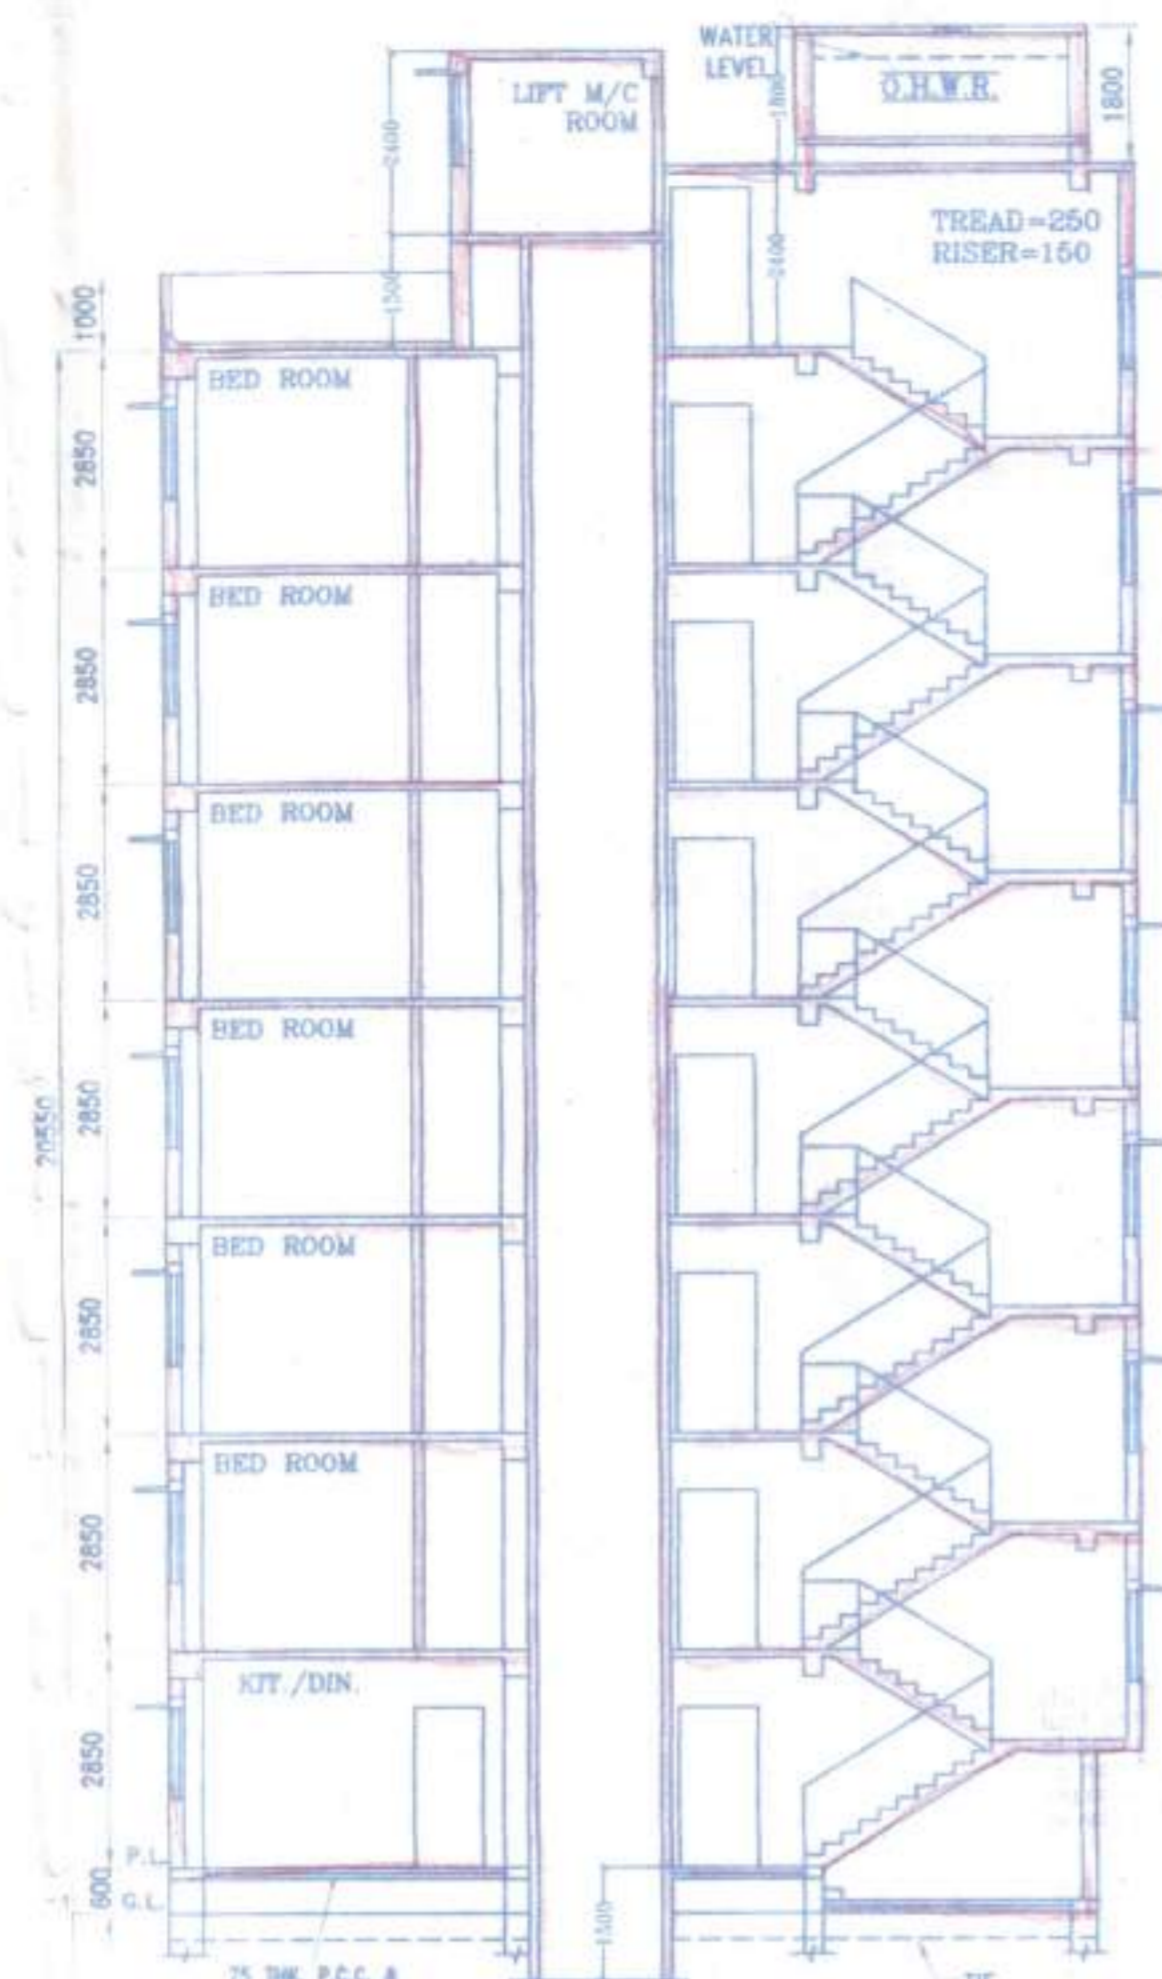 WATER
LEVEL
1800
O.H.W.R.
1800
LIFT M/C
ROOM
2400
TREAD=250
RISER=150
2400
1500
1000
BED ROOM
2850
BED ROOM
2850
BED ROOM
2850
BED ROOM
2850
20550
BED ROOM
2850
BED ROOM
2850
KIT./DIN.
2850
P.L.
G.L.
600
1500
75 THK. P.C.C. &